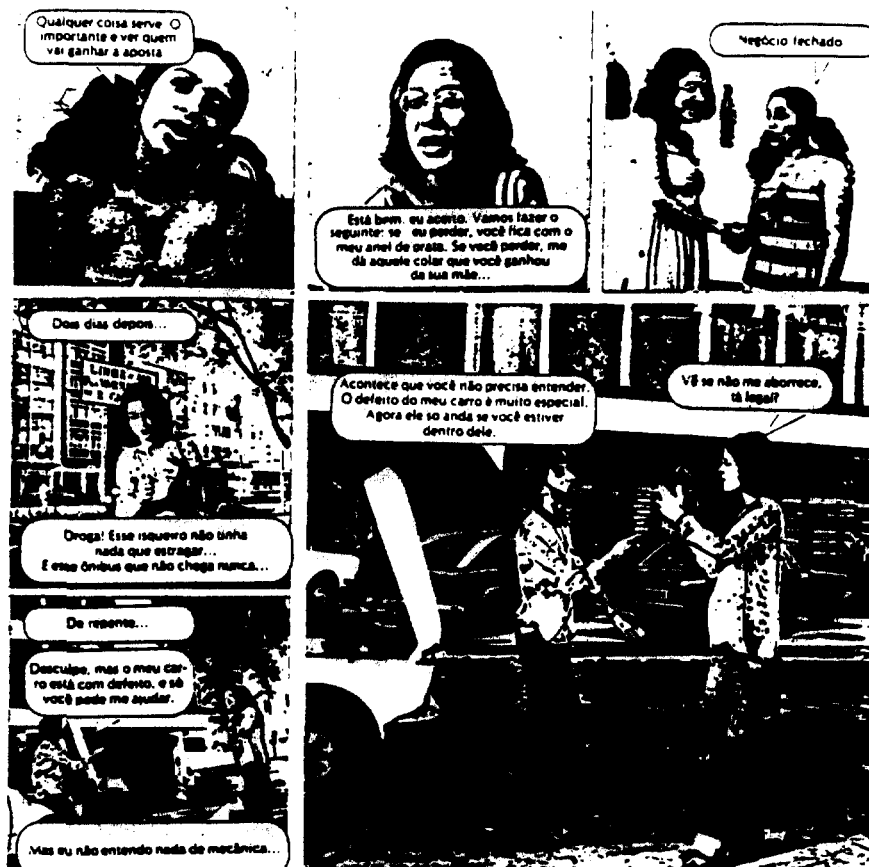 Qualquer coisa serve. O
importante e ver quem
vai ganhar a aposta
Está bem, eu aceito. Vamos fazer o
seguinte: se eu perder, você fica com o
meu anel de prata. Se você perder, me
dá aquele colar que você ganhou
da sua mãe...
Negócio fechado
Dois dias depois...
Droga! Esse isqueiro não tinha
nada que estragar...
E esse ônibus que não chega nunca...
Acontece que você não precisa entender.
O defeito do meu carro é muito especial.
Agora ele so anda se você estiver
dentro dele.
Vê se não me aborrece,
tá legal?
De repente...
Desculpe, mas o meu car-
ro está com defeito, e sô
você pode me ajudar.
Mas eu não entendo nada de mecânica...